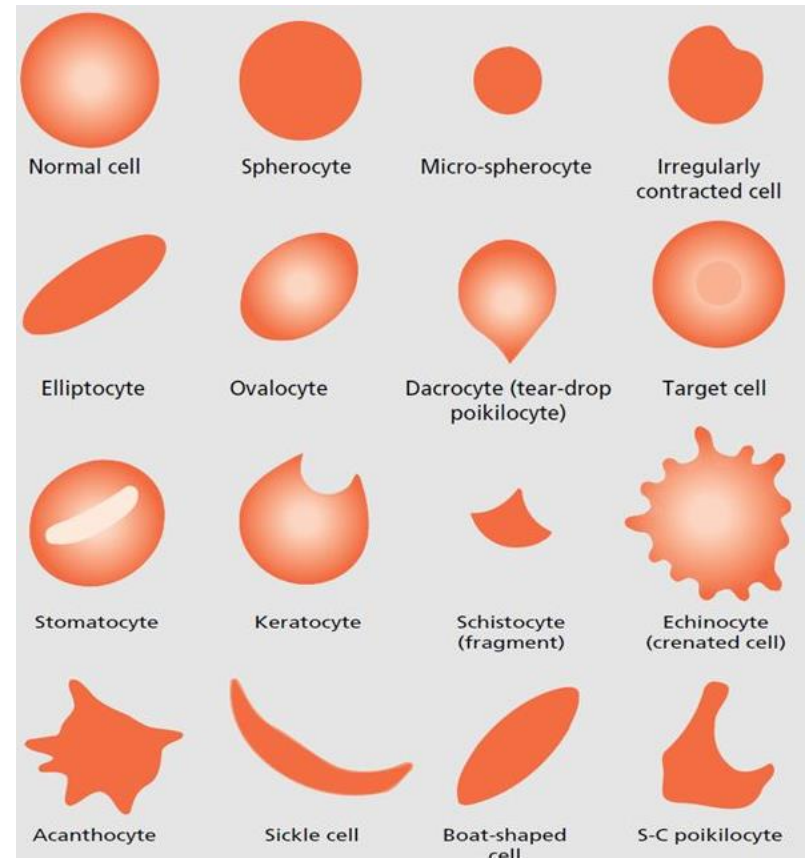 Normal cell
Spherocyte
Micro-spherocyte
Irregularly
contracted cell
Elliptocyte
Ovalocyte
Dacrocyte (tear-drop
poikilocyte)
Target cell
Stomatocyte
Keratocyte
Schistocyte
(fragment)
Echinocyte
(crenated cell)
Acanthocyte
Sickle cell
Boat-shaped
cell
S-C poikilocyte